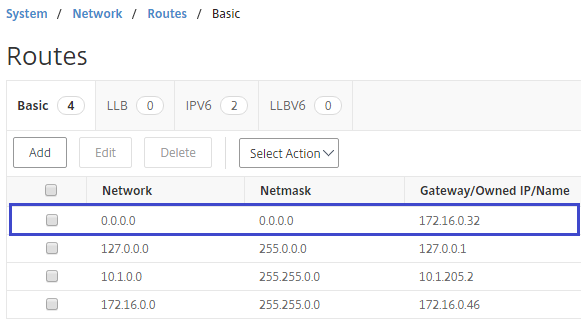 System / Network / Routes / Basic
Routes
Basic 4 LLB 0 IPV6 2 LLBV6 0
Add Edit Delete Select Action
Network Netmask Gateway/Owned IP/Name
0.0.0.0 0.0.0.0 172.16.0.32
127.0.0.0 255.0.0.0 127.0.0.1
10.1.0.0 255.255.0.0 10.1.205.2
172.16.0.0 255.255.0.0 172.16.0.46